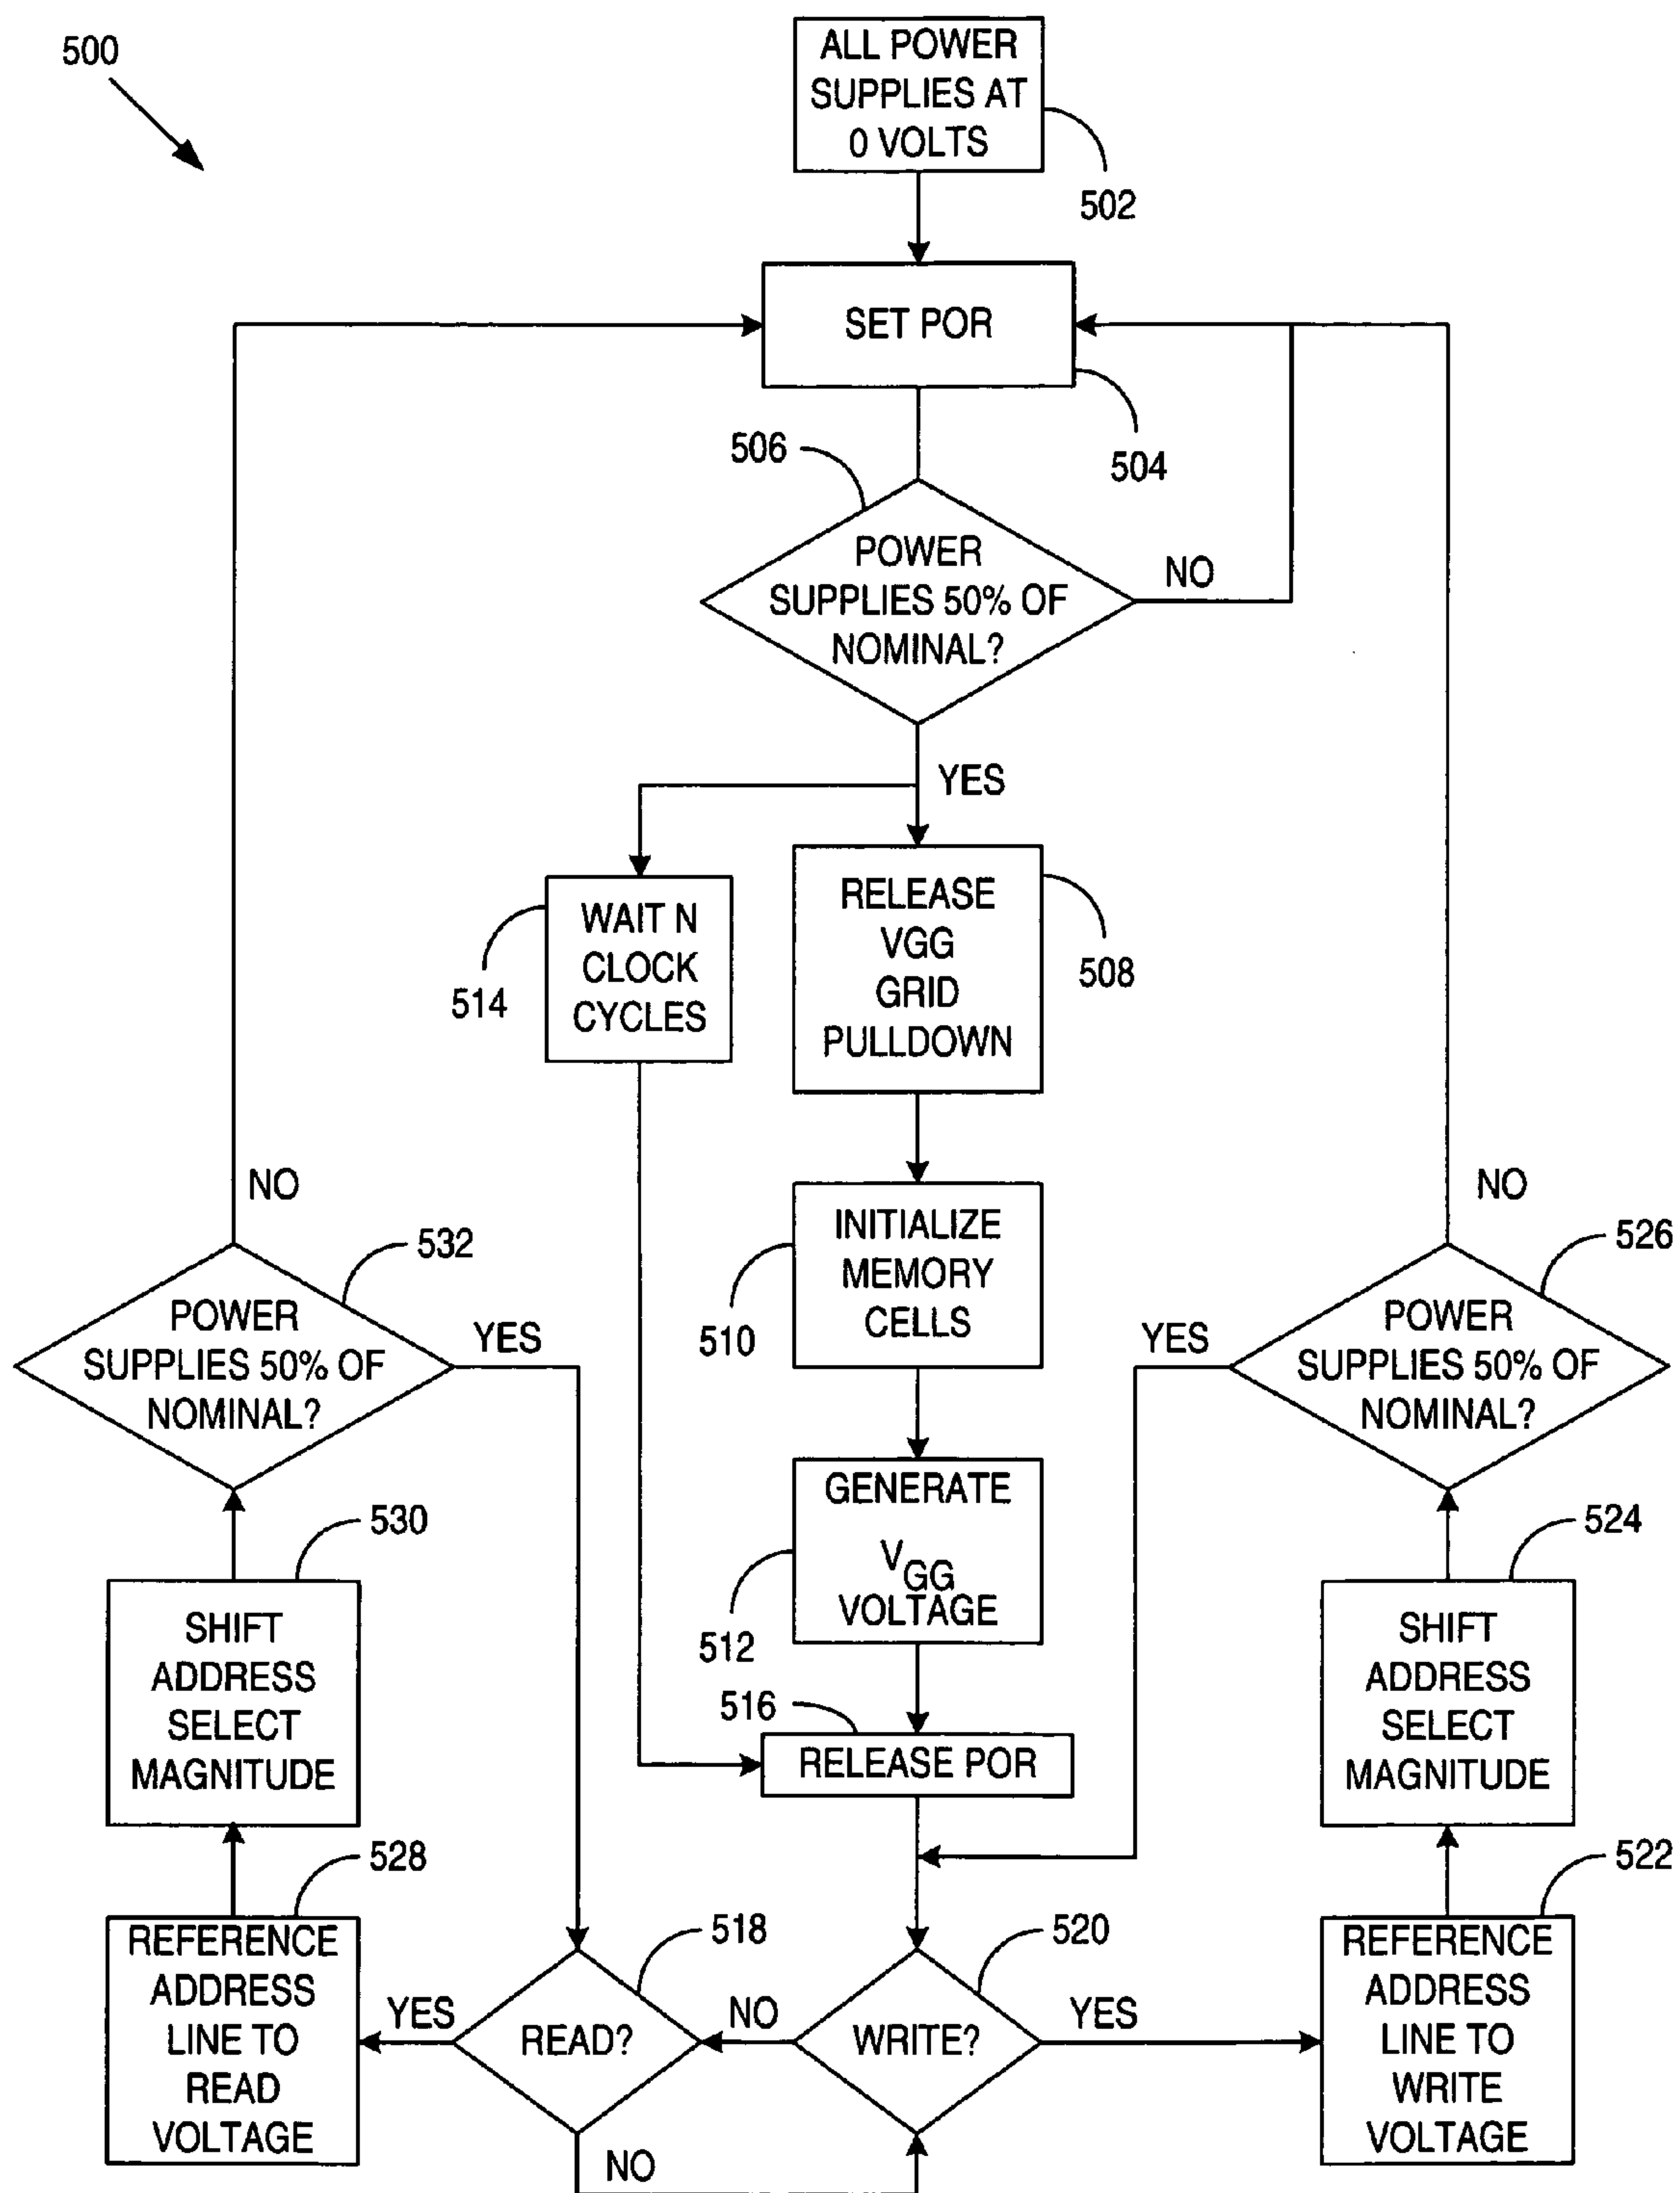 500
ALL POWER
SUPPLIES AT
0 VOLTS
502
SET POR
504
506
POWER
SUPPLIES 50% OF
NOMINAL?
NO
YES
WAIT N
CLOCK
CYCLES
514
RELEASE
VGG
GRID
PULLDOWN
508
NO
NO
INITIALIZE
MEMORY
CELLS
510
532
POWER
SUPPLIES 50% OF
NOMINAL?
YES
526
POWER
SUPPLIES 50% OF
NOMINAL?
YES
GENERATE
VGG
VOLTAGE
512
530
SHIFT
ADDRESS
SELECT
MAGNITUDE
524
SHIFT
ADDRESS
SELECT
MAGNITUDE
516
RELEASE POR
528
REFERENCE
ADDRESS
LINE TO
READ
VOLTAGE
YES
518
READ?
NO
520
WRITE?
YES
522
REFERENCE
ADDRESS
LINE TO
WRITE
VOLTAGE
NO